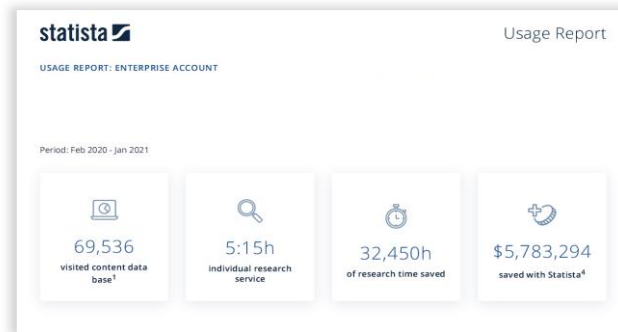 statista
Usage Report
USAGE REPORT: ENTERPRISE ACCOUNT
Period: Feb 2020 - Jan 2021
69,536
visited content data
base¹
5:15h
individual research
service
32,450h
of research time saved
$5,783,294
saved with Statista⁴